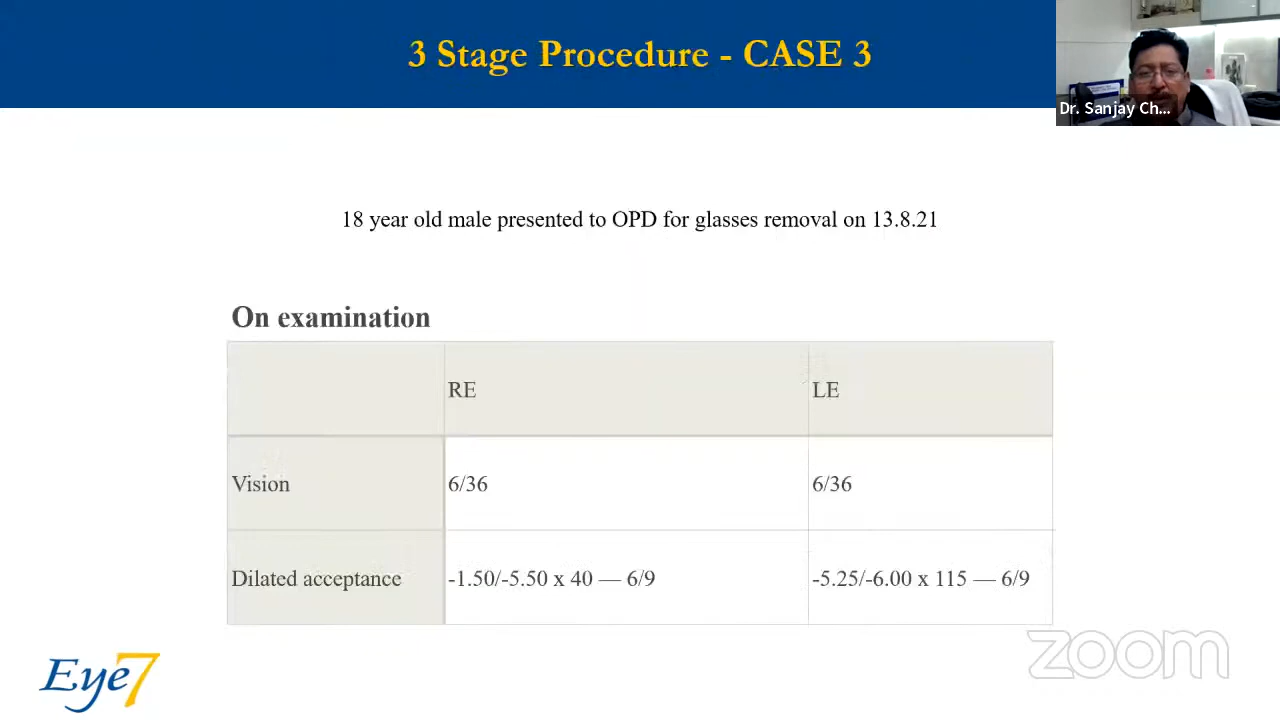 3 Stage Procedure - CASE 3
Dr. Sanjay Ch...
18 year old male presented to OPD for glasses removal on 13.8.21
On examination
RE LE
Vision 6/36 6/36
Dilated acceptance -1.50/-5.50 x 40 — 6/9 -5.25/-6.00 x 115 — 6/9
zoom
Eye7